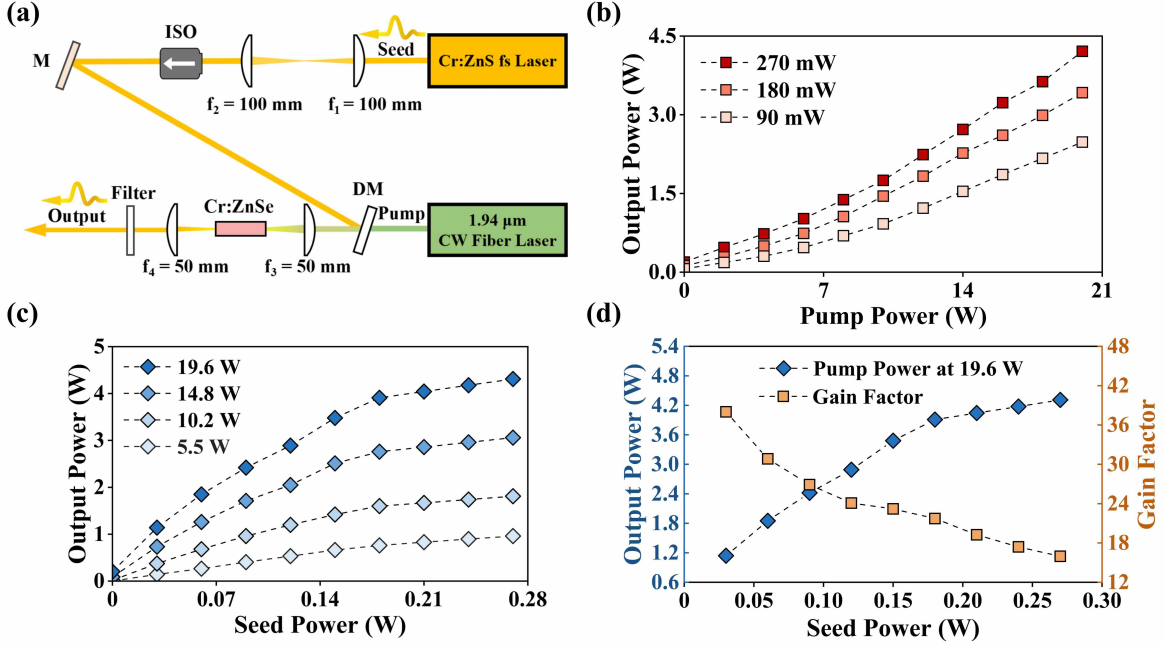 (a)
ISO
M
Seed
Cr:ZnS fs Laser
f₂ = 100 mm
f₁ = 100 mm
Output
Filter
Cr:ZnSe
DM
Pump
1.94 μm
CW Fiber Laser
f₄ = 50 mm
f₃ = 50 mm
(b)
4.5
3.0
1.5
0.0
Output Power (W)
270 mW
180 mW
90 mW
0
7
14
21
Pump Power (W)
(c)
5
4
3
2
1
0
Output Power (W)
19.6 W
14.8 W
10.2 W
5.5 W
0
0.07
0.14
0.21
0.28
Seed Power (W)
(d)
5.4
4.8
4.2
3.6
3.0
2.4
1.8
1.2
0.6
Output Power (W)
Pump Power at 19.6 W
Gain Factor
48
42
36
30
24
18
12
Gain Factor
0
0.05
0.10
0.15
0.20
0.25
0.30
Seed Power (W)